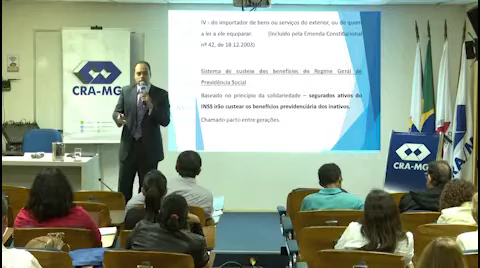 IV - do importador de bens ou serviços do exterior, ou de quem
a lei a ele equiparar. (Incluído pela Emenda Constitucional
nº 42, de 19.12.2003)
Sistema de custeio dos benefícios do Regime Geral de
Previdência Social
Baseado no princípio da solidariedade – segurados ativos do
INSS irão custear os benefícios previdenciária dos inativos.
Chamado pacto entre gerações.
CRA-MG
CRA-MG